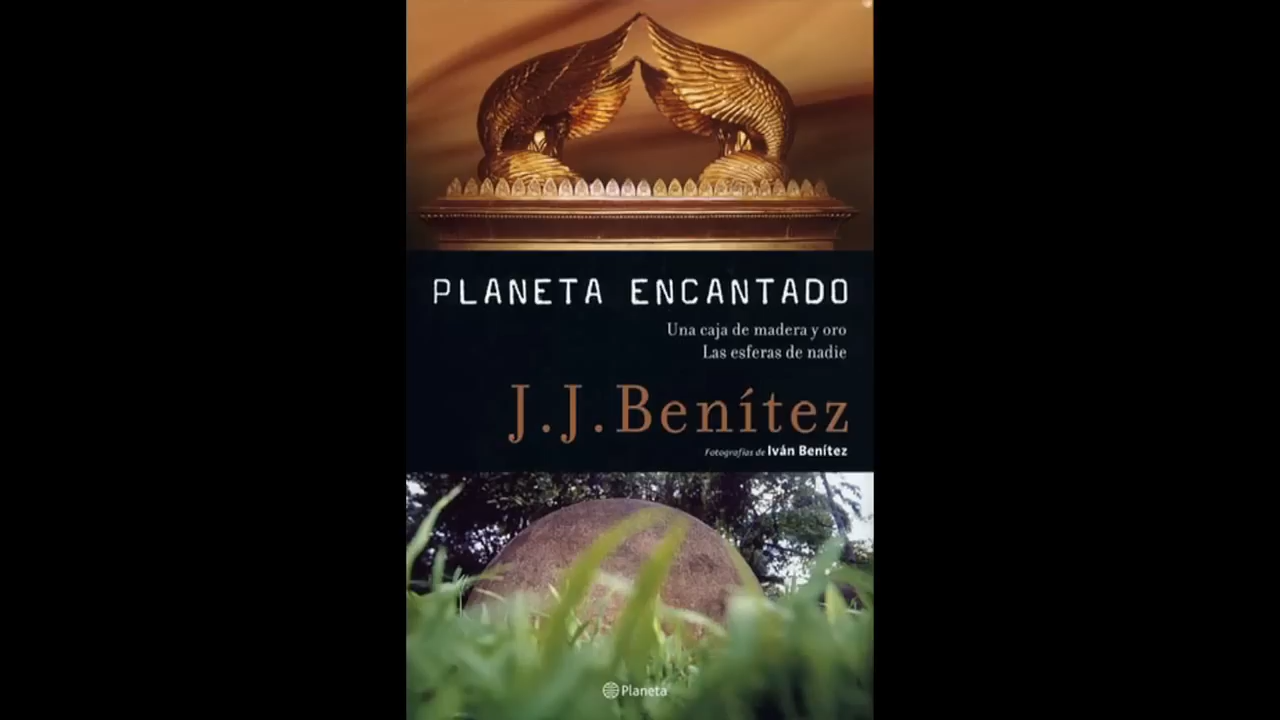 PLANETA ENCANTADO
Una caja de madera y oro
Las esferas de nadie
J.J.Benítez
Fotografías de Iván Benítez
Planeta